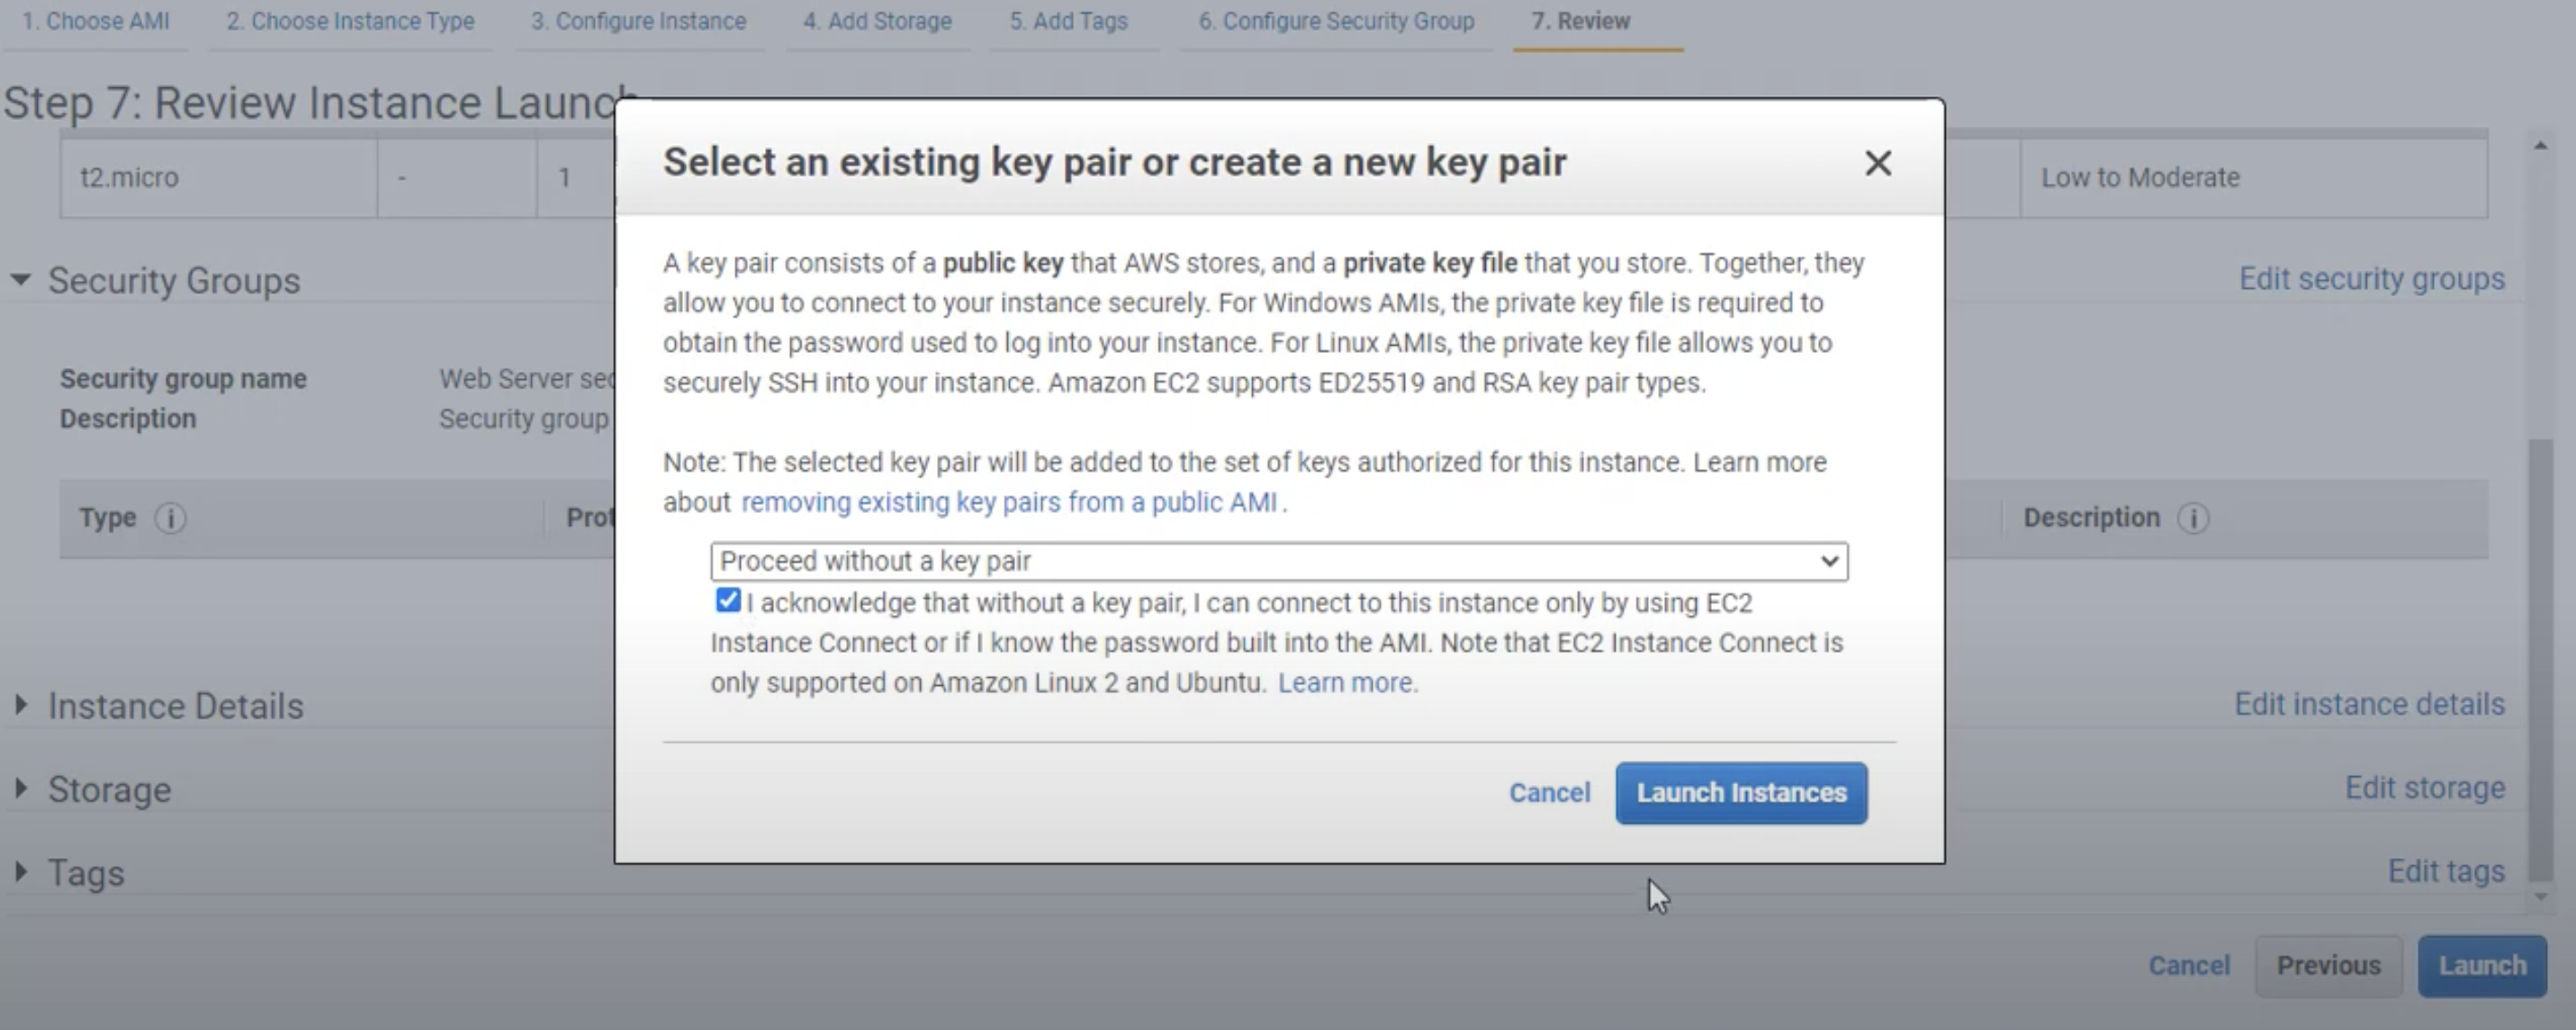 1. Choose AMI 2. Choose Instance Type 3. Configure Instance 4. Add Storage 5. Add Tags 6. Configure Security Group 7. Review
Step 7: Review Instance Launch
t2.micro - 1 Low to Moderate
Security Groups Edit security groups
Security group name Web Server
Description Security group
Type Description
Instance Details Edit instance details
Storage Edit storage
Tags Edit tags
Select an existing key pair or create a new key pair
A key pair consists of a public key that AWS stores, and a private key file that you store. Together, they
allow you to connect to your instance securely. For Windows AMIs, the private key file is required to
obtain the password used to log into your instance. For Linux AMIs, the private key file allows you to
securely SSH into your instance. Amazon EC2 supports ED25519 and RSA key pair types.
Note: The selected key pair will be added to the set of keys authorized for this instance. Learn more
about removing existing key pairs from a public AMI.
Proceed without a key pair
I acknowledge that without a key pair, I can connect to this instance only by using EC2
Instance Connect or if I know the password built into the AMI. Note that EC2 Instance Connect is
only supported on Amazon Linux 2 and Ubuntu. Learn more.
Cancel Launch Instances
Cancel Previous Launch